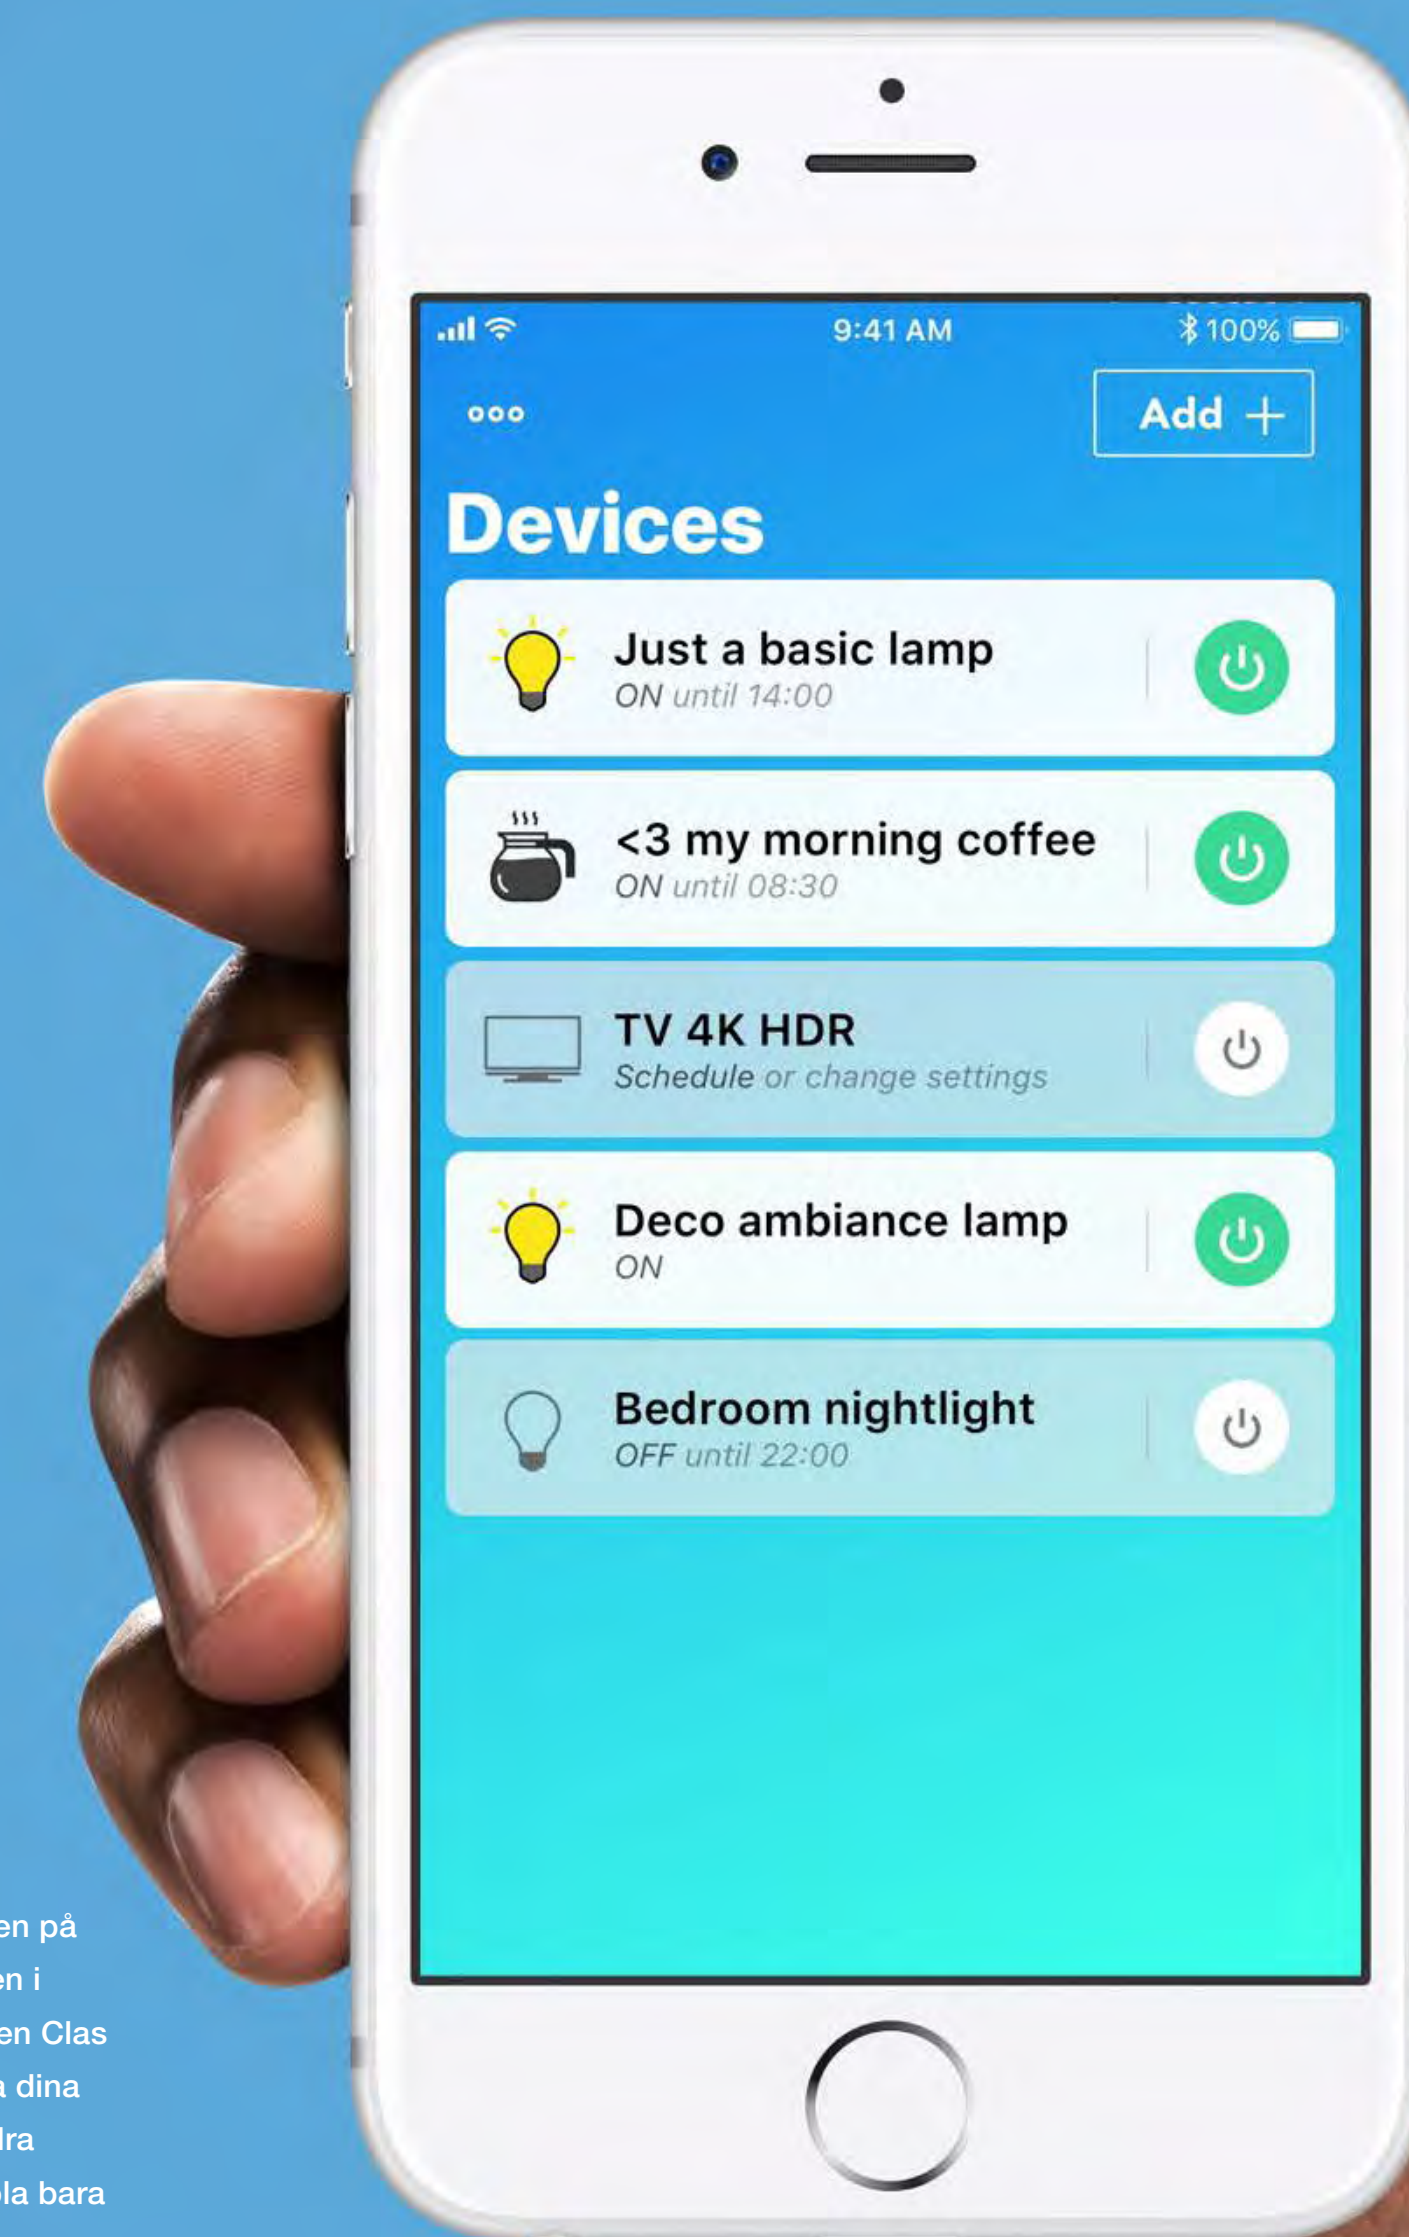 9:41 AM
100%
Add +
Devices
Just a basic lamp
ON until 14:00
<3 my morning coffee
ON until 08:30
TV 4K HDR
Schedule or change settings
Deco ambiance lamp
ON
Bedroom nightlight
OFF until 22:00
en på
en i
en Clas
a dina
dra
bla bara